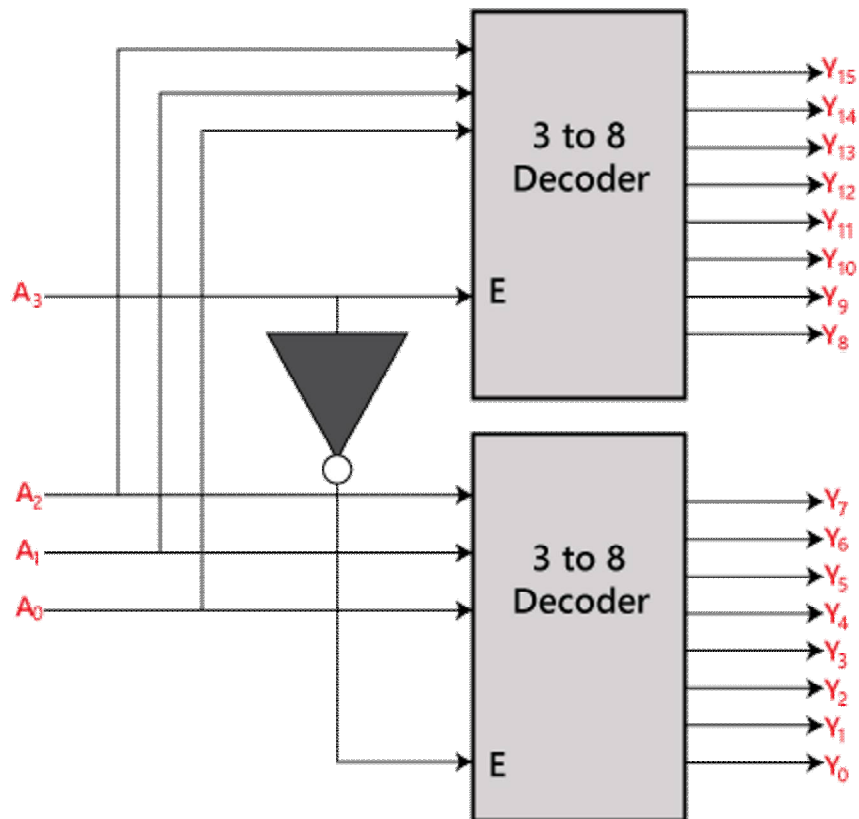 3 to 8
Decoder
Y₁₅
Y₁₄
Y₁₃
Y₁₂
Y₁₁
Y₁₀
Y₉
Y₈
A₃
E
A₂
A₁
A₀
3 to 8
Decoder
Y₇
Y₆
Y₅
Y₄
Y₃
Y₂
Y₁
Y₀
E